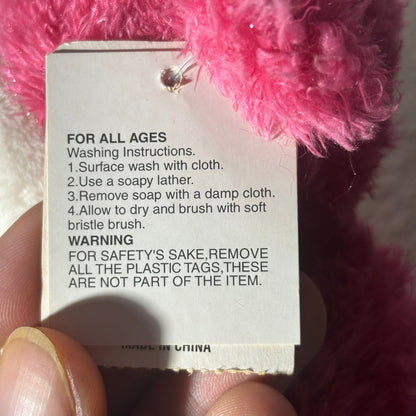 FOR ALL AGES
Washing Instructions.
1.Surface wash with cloth.
2.Use a soapy lather.
3.Remove soap with a damp cloth.
4.Allow to dry and brush with soft
bristle brush.
WARNING
FOR SAFETY'S SAKE,REMOVE
ALL THE PLASTIC TAGS,THESE
ARE NOT PART OF THE ITEM.
MADE IN CHINA